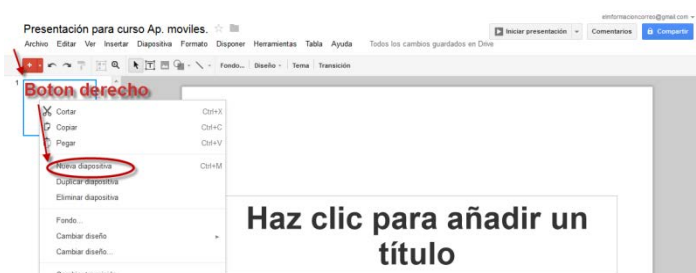 simformacioncorreo@gmail.com
Presentación para curso Ap. moviles.
Iniciar presentación
Comentarios
Compartir
Archivo Editar Ver Insertar Diapositiva Formato Disponer Herramientas Tabla Ayuda Todos los cambios guardados en Drive
Fondo... Diseño Tema Transición
1
Boton derecho
Cortar Ctrl+X
Copiar Ctrl+C
Pegar Ctrl+V
Nueva diapositiva Ctrl+M
Duplicar diapositiva
Eliminar diapositiva
Fondo...
Cambiar diseño
Cambiar diseño...
Haz clic para añadir un
título